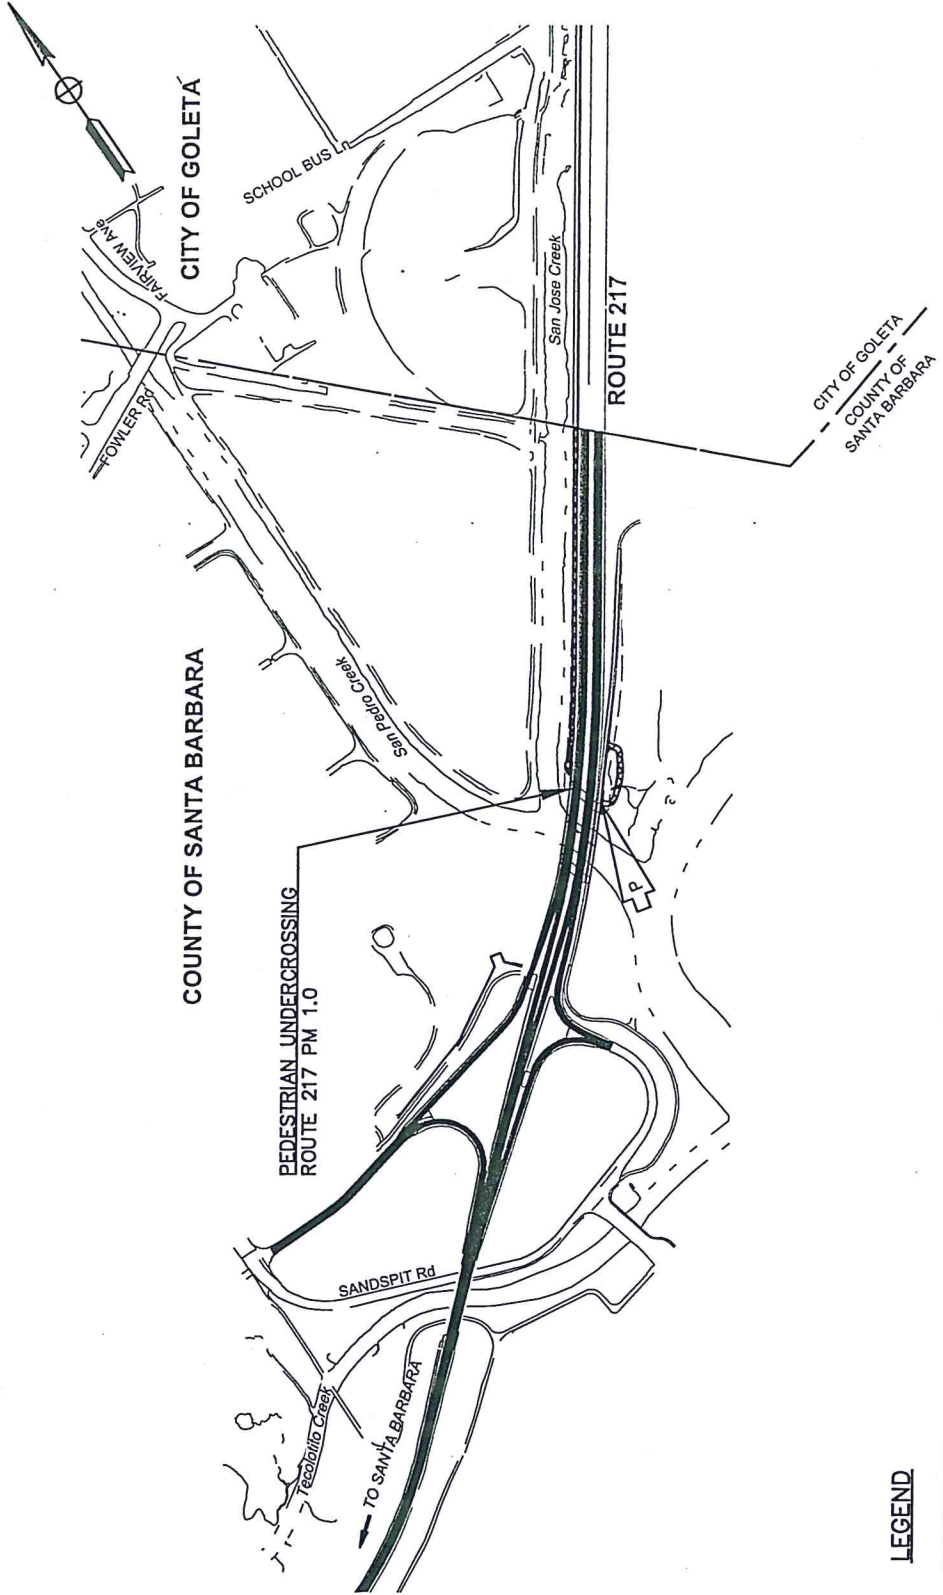 CITY OF GOLETA
FAIRVIEW Ave
SCHOOL BUS
FOWLER Rd
San Jose Creek
ROUTE 217
CITY OF GOLETA
COUNTY OF
SANTA BARBARA
COUNTY OF SANTA BARBARA
San Pedro Creek
PEDESTRIAN UNDERCROSSING
ROUTE 217 PM 1.0
P
SANDSPIT Rd
Tecolotito Creek
TO SANTA BARBARA
LEGEND